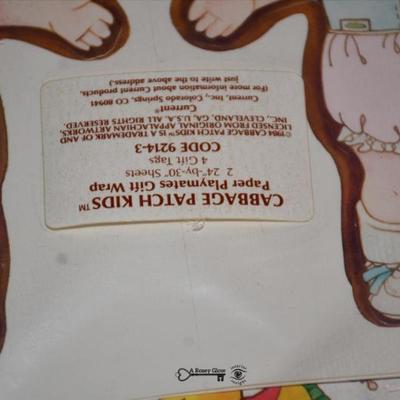 CABBAGE PATCH KIDS™
Paper Playmates Gift Wrap
2 24"-by-30" Sheets
4 Gift Tags
CODE 9214-3
©1984 CABBAGE PATCH KIDS™ IS A TRADEMARK OF AND
LICENSED FROM ORIGINAL APPALACHIAN ARTWORKS,
INC., CLEVELAND, GA, U.S.A. ALL RIGHTS RESERVED.
Current®
Current, Inc., Colorado Springs, CO 80941
(For more information about Current products,
just write to the above address.)
A Rosey Glow